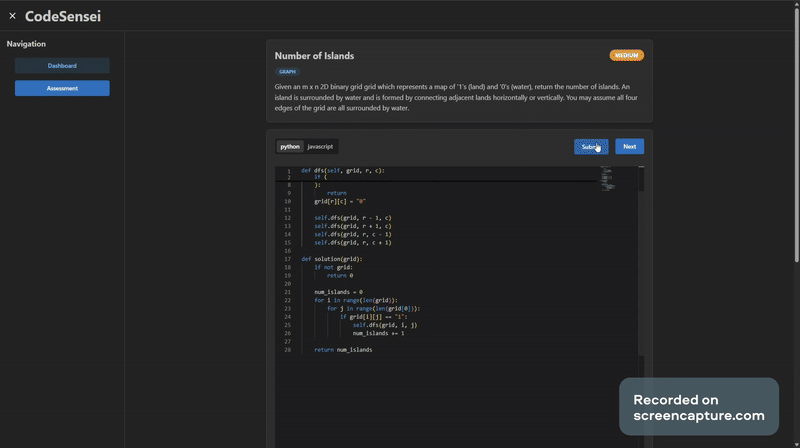 × CodeSensei
Navigation
Dashboard
Assessment
Number of Islands
MEDIUM
GRAPH
Given an m x n 2D binary grid grid which represents a map of '1's (land) and '0's (water), return the number of islands. An
island is surrounded by water and is formed by connecting adjacent lands horizontally or vertically. You may assume all four
edges of the grid are all surrounded by water.
python javascript
Submit Next
1 def dfs(self, grid, r, c):
2 if (
8 ):
9 return
10 grid[r][c] = "0"
11
12 self.dfs(grid, r - 1, c)
13 self.dfs(grid, r + 1, c)
14 self.dfs(grid, r, c - 1)
15 self.dfs(grid, r, c + 1)
16
17 def solution(grid):
18 if not grid:
19 return 0
20
21 num_islands = 0
22 for i in range(len(grid)):
23 for j in range(len(grid[0])):
24 if grid[i][j] == "1":
25 self.dfs(grid, i, j)
26 num_islands += 1
27
28 return num_islands
Recorded on
screencapture.com